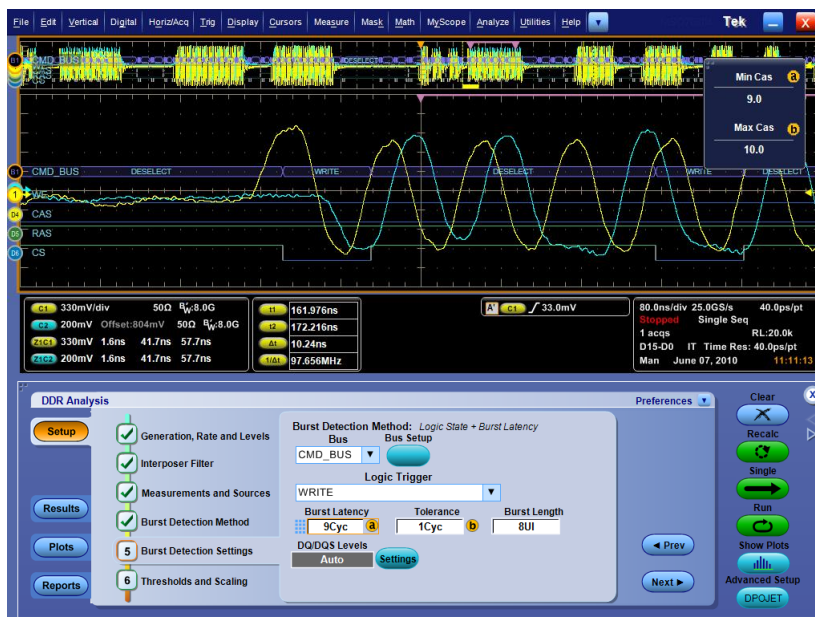 File Edit Vertical Digital Horiz/Acq Trig Display Cursors Measure Mask Math MyScope Analyze Utilities Help Tek X
B1 CMD_BUS DESELECT
Min Cas a
9.0
Max Cas b
10.0
B1 CMD_BUS DESELECT WRITE DESELECT WRITE DESELECT
1 WE
D4 CAS
D5 RAS
D6 CS
C1 330mV/div 50Ω BW:8.0G
C2 200mV Offset:804mV 50Ω BW:8.0G
Z1C1 330mV 1.6ns 41.7ns 57.7ns
Z1C2 200mV 1.6ns 41.7ns 57.7ns
t1 161.976ns
t2 172.216ns
Δt 10.24ns
1/Δt 97.656MHz
A' C1 33.0mV
80.0ns/div 25.0GS/s 40.0ps/pt
Stopped Single Seq
1 acqs RL:20.0k
D15-D0 IT Time Res: 40.0ps/pt
Man June 07, 2010 11:11:13
DDR Analysis
Preferences
Clear
X
Setup
Results
Plots
Reports
Generation, Rate and Levels
Interposer Filter
Measurements and Sources
Burst Detection Method
5 Burst Detection Settings
6 Thresholds and Scaling
Burst Detection Method: Logic State + Burst Latency
Bus Bus Setup
CMD_BUS
Logic Trigger
WRITE
Burst Latency Tolerance Burst Length
9Cyc a 1Cyc b 8UI
DQ/DQS Levels
Auto Settings
Prev
Next
Recalc
Single
Run
Show Plots
Advanced Setup
DPOJET